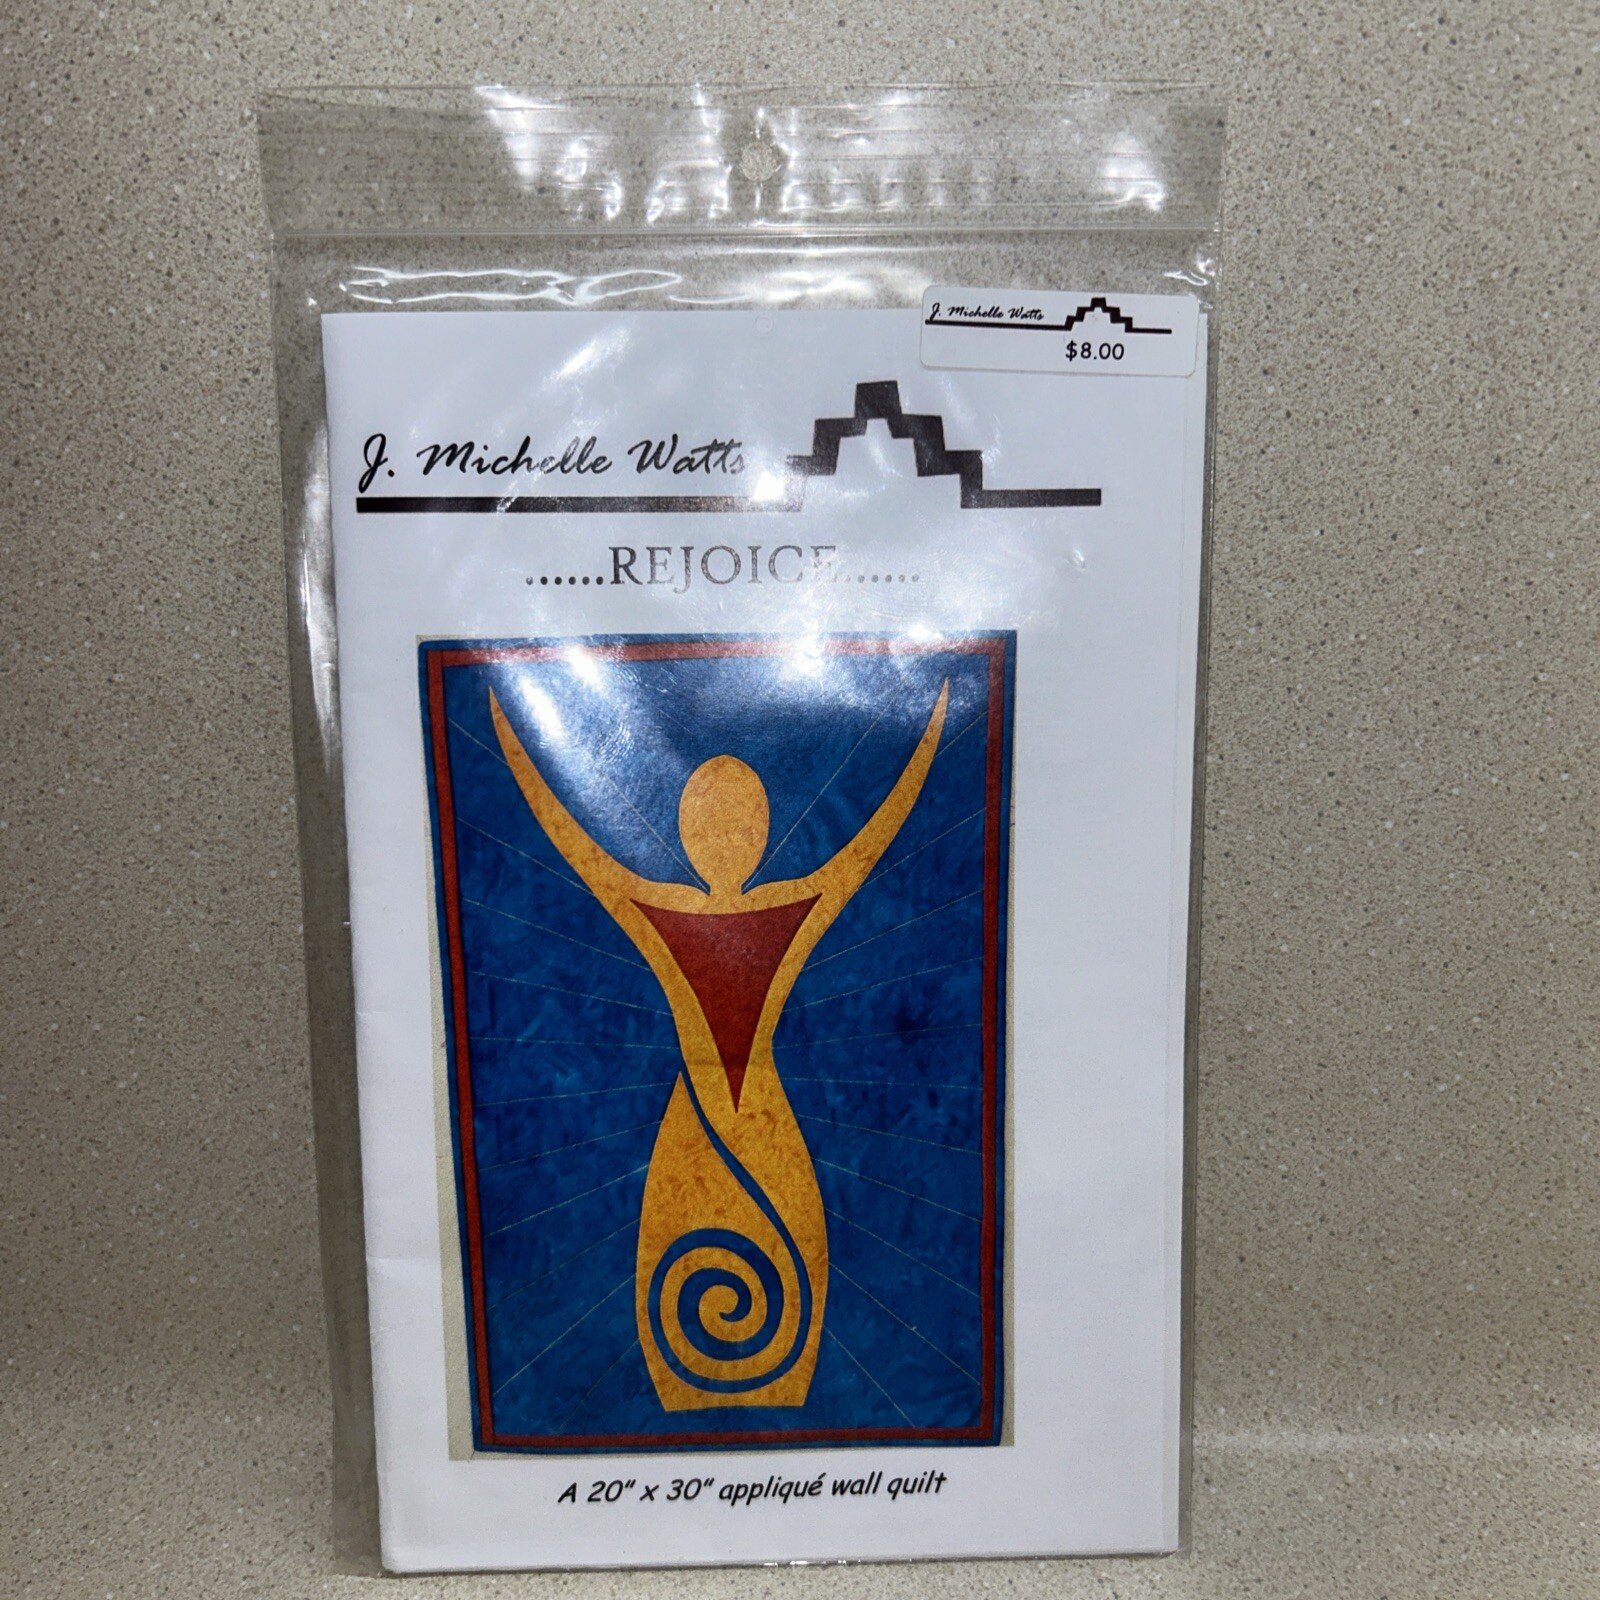 J. Michelle Watts
$8.00
J. Michelle Watts
......REJOICE......
A 20" x 30" appliqué wall quilt